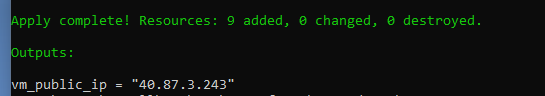 Apply complete! Resources: 9 added, 0 changed, 0 destroyed.
Outputs:
vm_public_ip = "40.87.3.243"